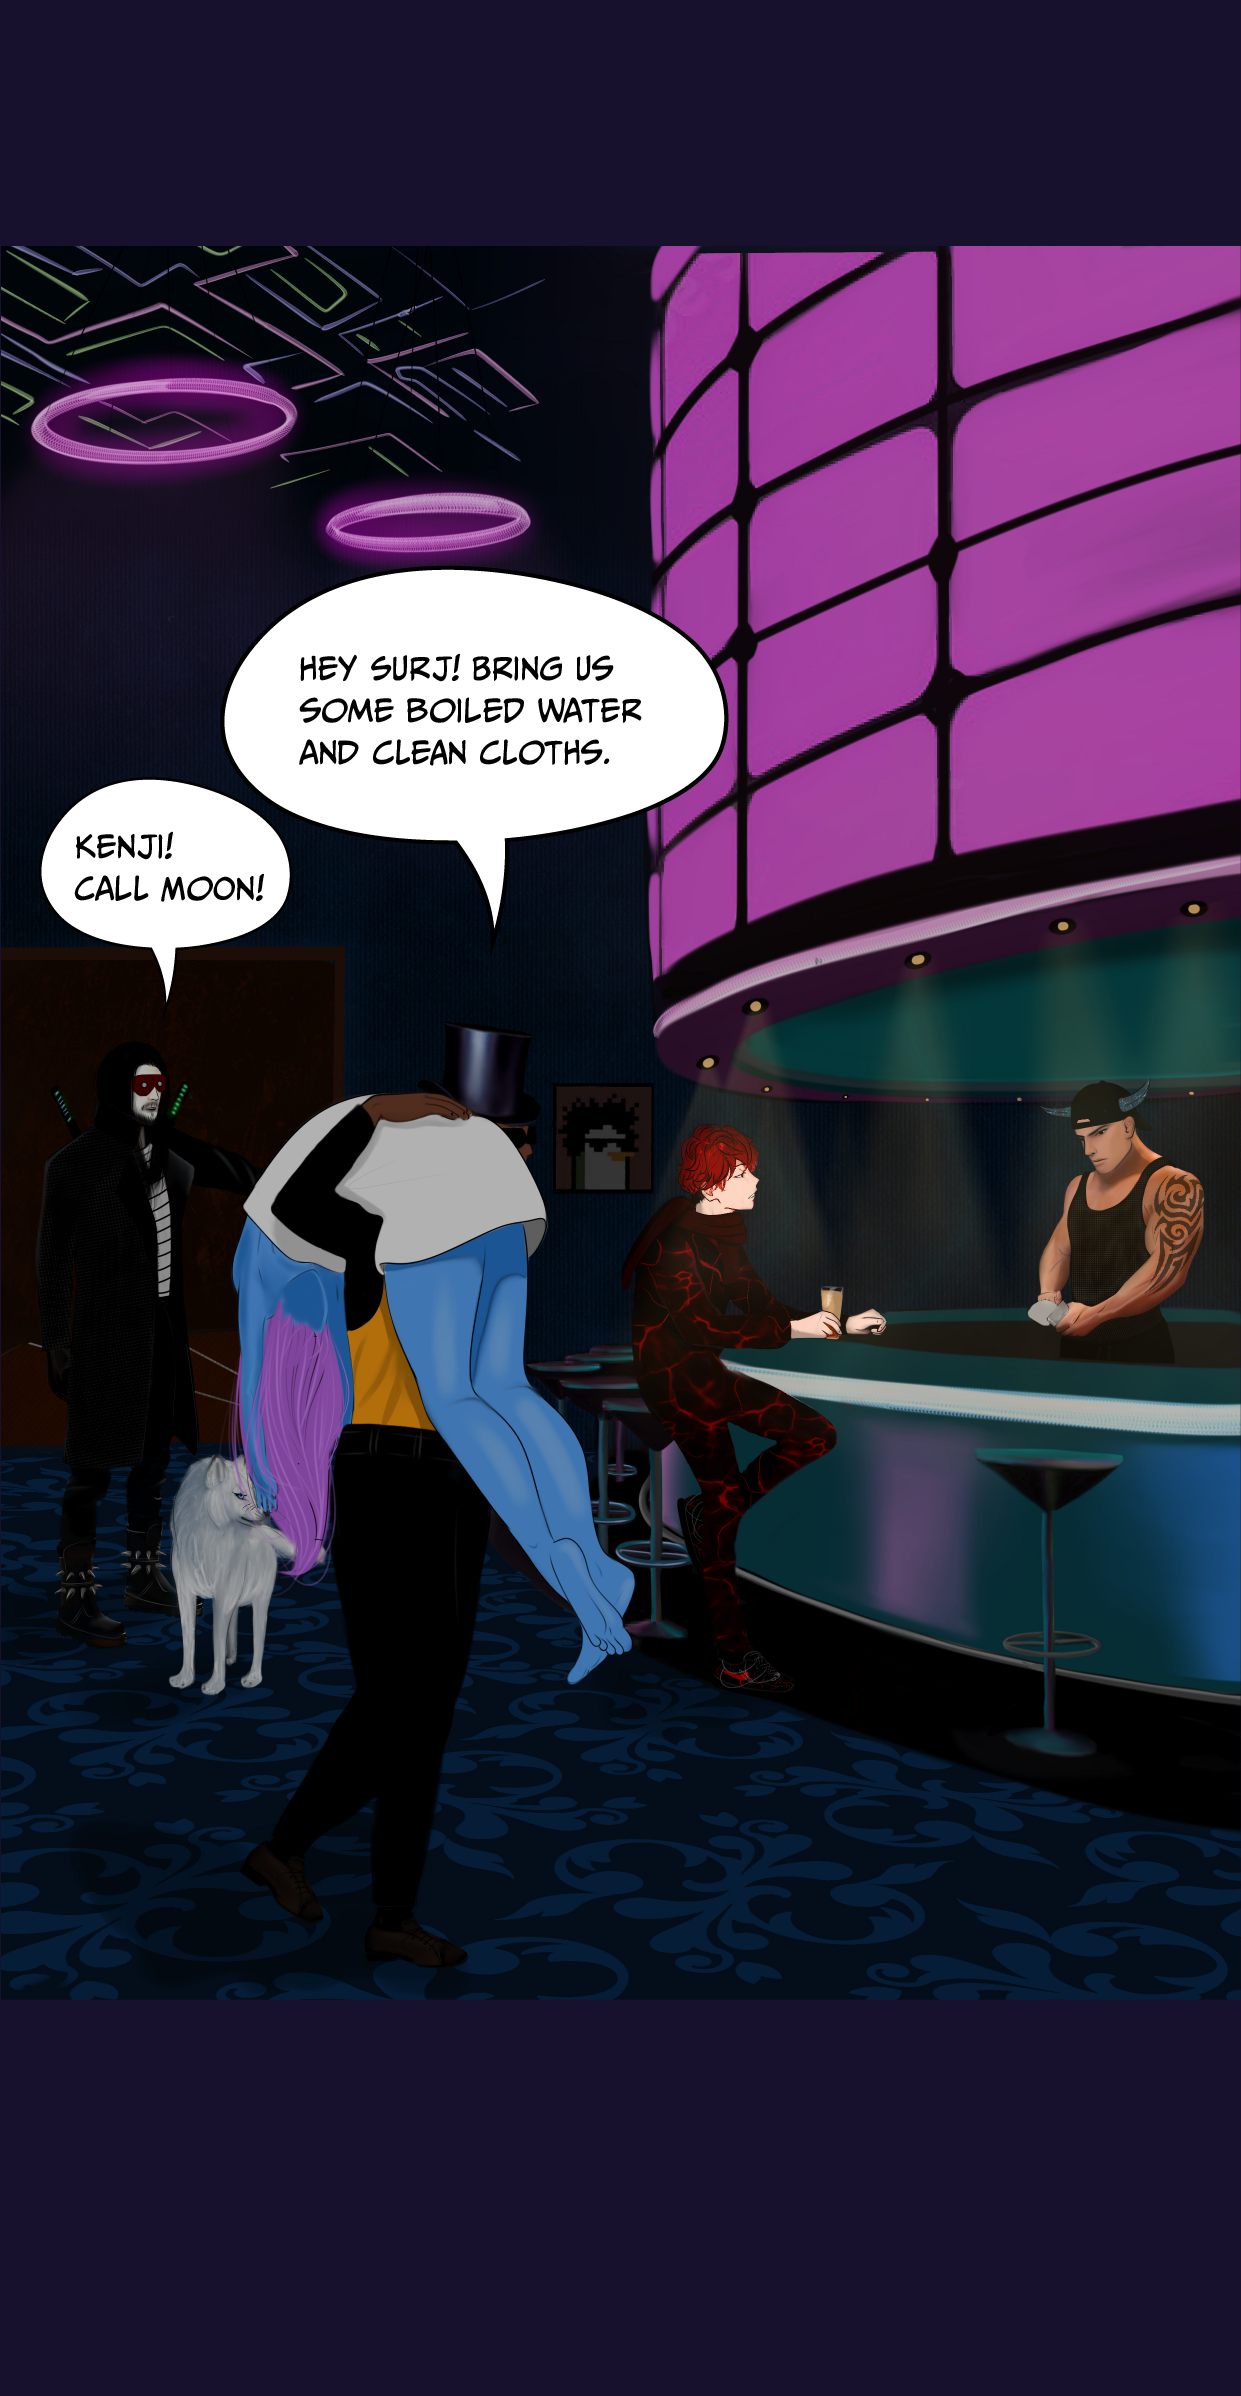 HEY SURJ! BRING US
SOME BOILED WATER
AND CLEAN CLOTHS.
KENJI!
CALL MOON!